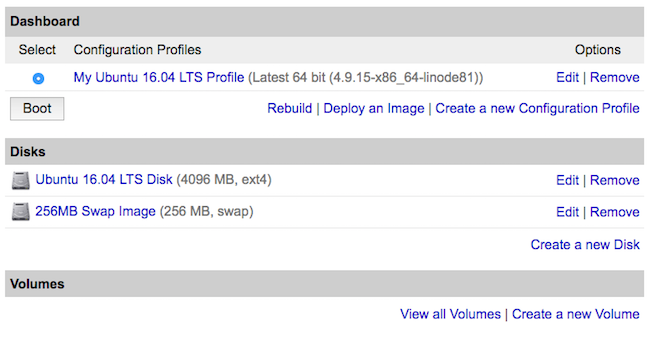 Dashboard
Select Configuration Profiles Options
My Ubuntu 16.04 LTS Profile (Latest 64 bit (4.9.15-x86_64-linode81)) Edit | Remove
Boot Rebuild | Deploy an Image | Create a new Configuration Profile
Disks
Ubuntu 16.04 LTS Disk (4096 MB, ext4) Edit | Remove
256MB Swap Image (256 MB, swap) Edit | Remove
Create a new Disk
Volumes
View all Volumes | Create a new Volume